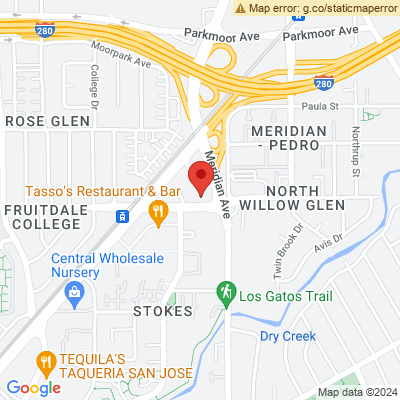 Map error: g.co/staticmaperror
Parkmoor Ave
Parkmoor Ave
280
Moorpark Ave
College Dr
280
Paula St
ROSE GLEN
MERIDIAN
- PEDRO
Northrup St
Meridian Ave
Tasso's Restaurant & Bar
NORTH
WILLOW GLEN
FRUITDALE
COLLEGE
Avis Dr
Twin Brook Dr
Central Wholesale
Nursery
Los Gatos Trail
STOKES
Dry Creek
TEQUILA'S
TAQUERIA SAN JOSE
Google
Map data ©2024